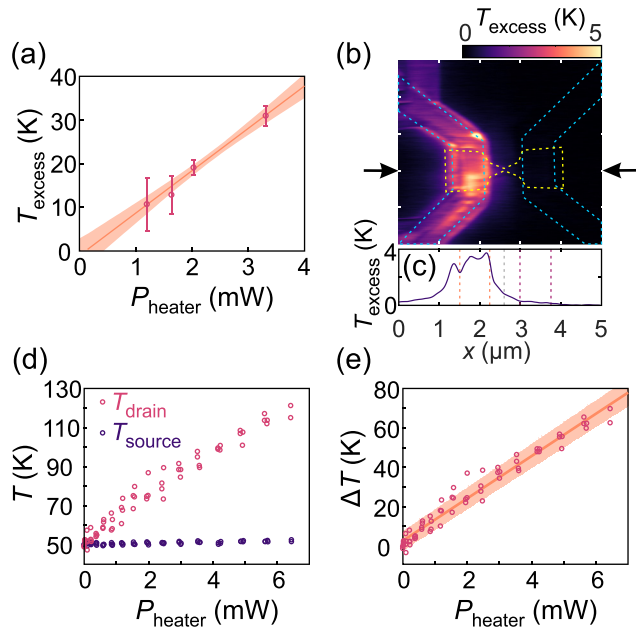 T_excess (K)
0 5
(a)
(b)
40
30
20
10
0
T_excess (K)
0 1 2 3 4
P_heater (mW)
(c)
4
0
T_excess (K)
0 1 2 3 4 5
x (µm)
(d)
(e)
130
110
90
70
50
T (K)
T_drain
T_source
0 2 4 6
P_heater (mW)
80
60
40
20
0
ΔT (K)
0 2 4 6
P_heater (mW)